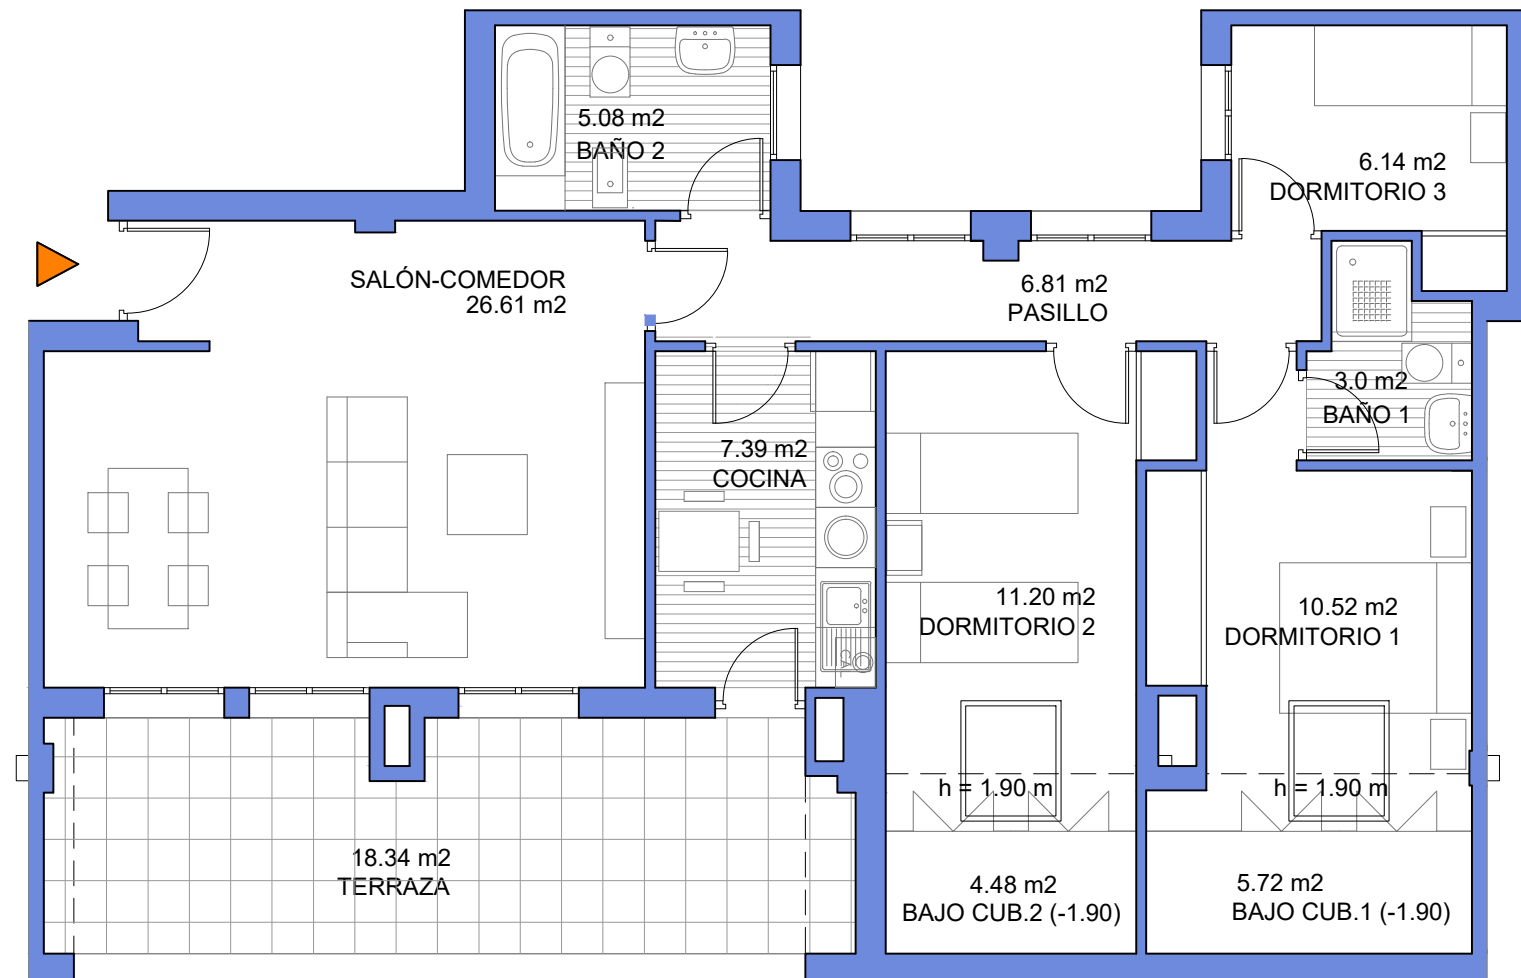 5.08 m2
BAÑO 2
6.14 m2
DORMITORIO 3
SALÓN-COMEDOR
26.61 m2
6.81 m2
PASILLO
3.0 m2
BAÑO 1
7.39 m2
COCINA
11.20 m2
DORMITORIO 2
10.52 m2
DORMITORIO 1
h = 1.90 m
h = 1.90 m
18.34 m2
TERRAZA
4.48 m2
BAJO CUB.2 (-1.90)
5.72 m2
BAJO CUB.1 (-1.90)